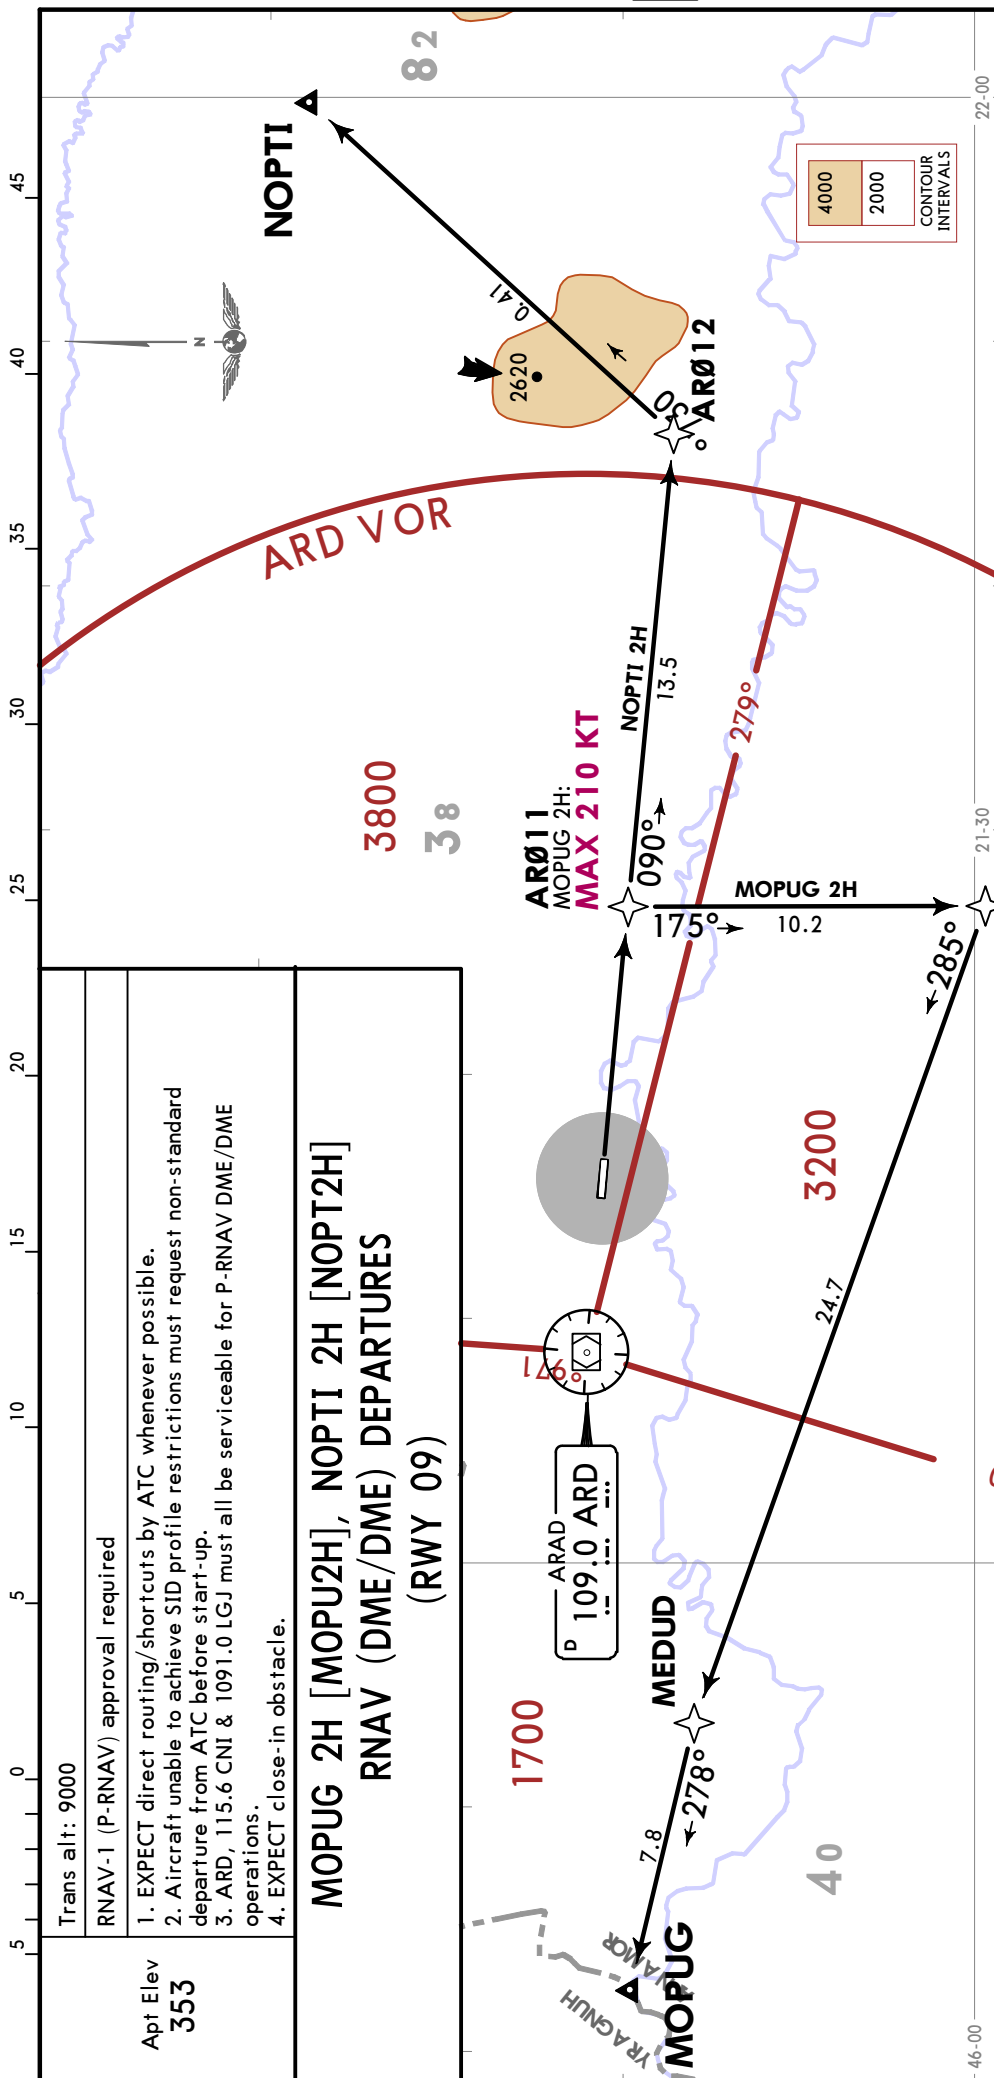 Apt Elev
353
Trans alt: 9000
RNAV-1 (P-RNAV) approval required
1. EXPECT direct routing/shortcuts by ATC whenever possible.
2. Aircraft unable to achieve SID profile restrictions must request non-standard
departure from ATC before start-up.
3. ARD, 115.6 CNI & 1091.0 LGJ must all be serviceable for P-RNAV DME/DME
operations.
4. EXPECT close-in obstacle.
MOPUG 2H [MOPU2H], NOPTI 2H [NOPT2H]
RNAV (DME/DME) DEPARTURES
(RWY 09)
5
0
5
10
15
20
25
30
35
40
45
N
NOPTI
82
ARD VOR
0.41
2620
050°
ARØ12
3800
38
ARØ11
MOPUG 2H:
MAX 210 KT
NOPTI 2H
13.5
090°
279°
175°
MOPUG 2H
10.2
285°
179°
ARAD
D
109.0 ARD
1700
3200
24.7
MEDUD
278°
7.8
MOPUG
HUNGARY
ROMANIA
40
4000
2000
CONTOUR
INTERVALS
46-00
21-30
22-00